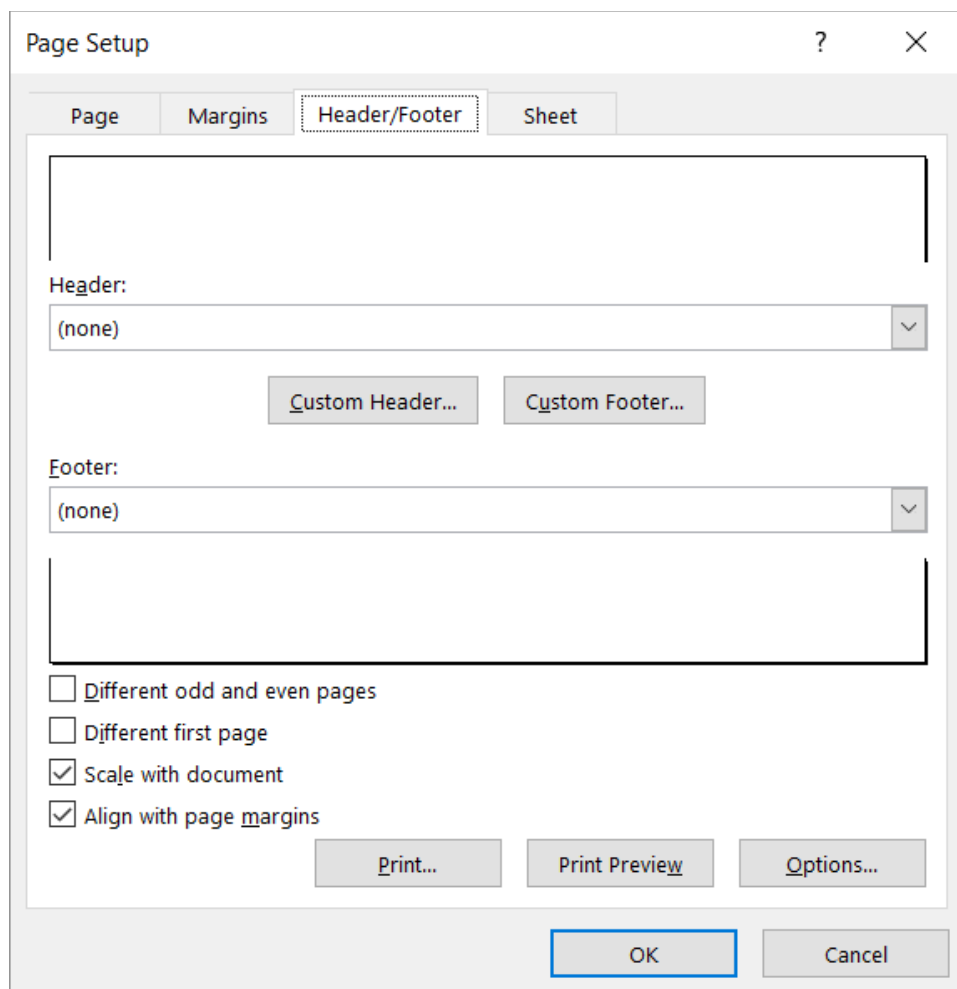 Page Setup ?
Page Margins Header/Footer Sheet
Header:
(none)
Custom Header... Custom Footer...
Footer:
(none)
Different odd and even pages
Different first page
Scale with document
Align with page margins
Print... Print Preview Options...
OK Cancel